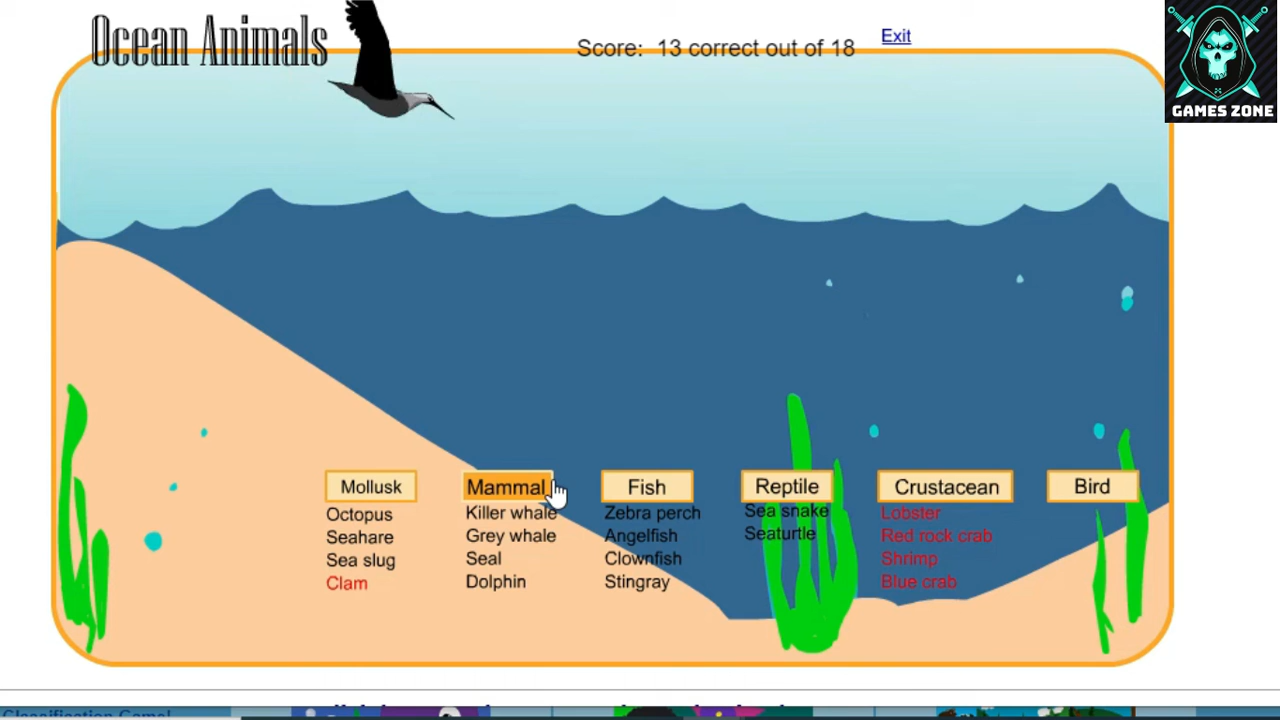 Ocean Animals
Score: 13 correct out of 18
Exit
GAMES ZONE
Mollusk
Octopus
Seahare
Sea slug
Clam
Mammal
Killer whale
Grey whale
Seal
Dolphin
Fish
Zebra perch
Angelfish
Clownfish
Stingray
Reptile
Sea snake
Seaturtle
Crustacean
Lobster
Red rock crab
Shrimp
Blue crab
Bird